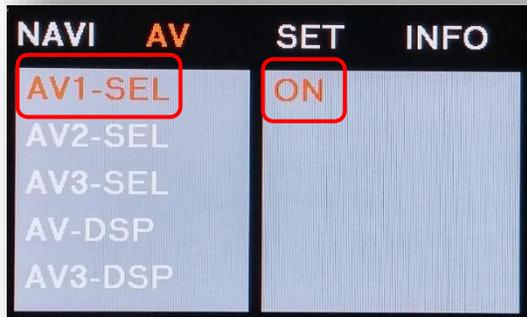 NAVI AV SET INFO
AV1-SEL ON
AV2-SEL
AV3-SEL
AV-DSP
AV3-DSP